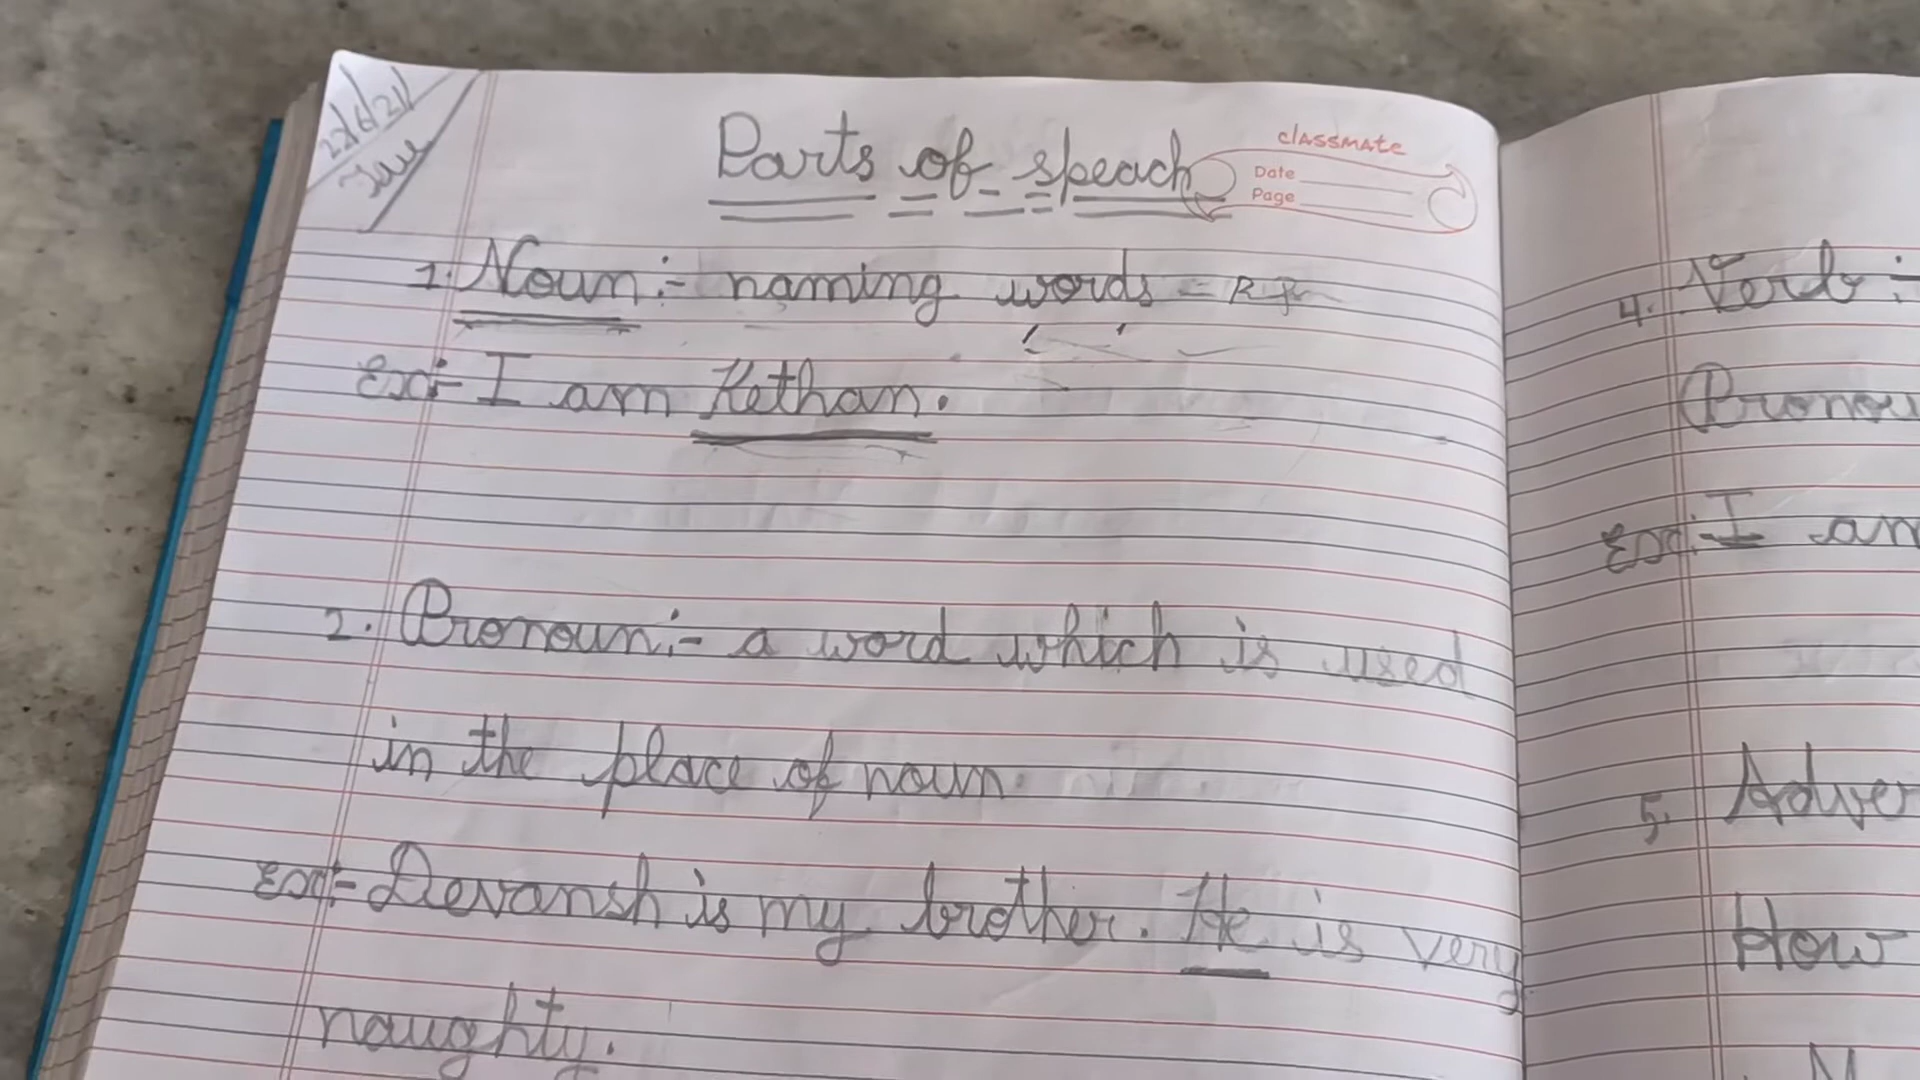 22/6/21
Tue
Parts of speach
classmate
Date
Page
1. Noun:- naming words =
Ex:- I am Kethan.
2. Pronoun:- a word which is used
in the place of noun.
Ex:- Devansh is my brother. He is very
naughty.
4. Verb:-
Ex:- I am
5.
How